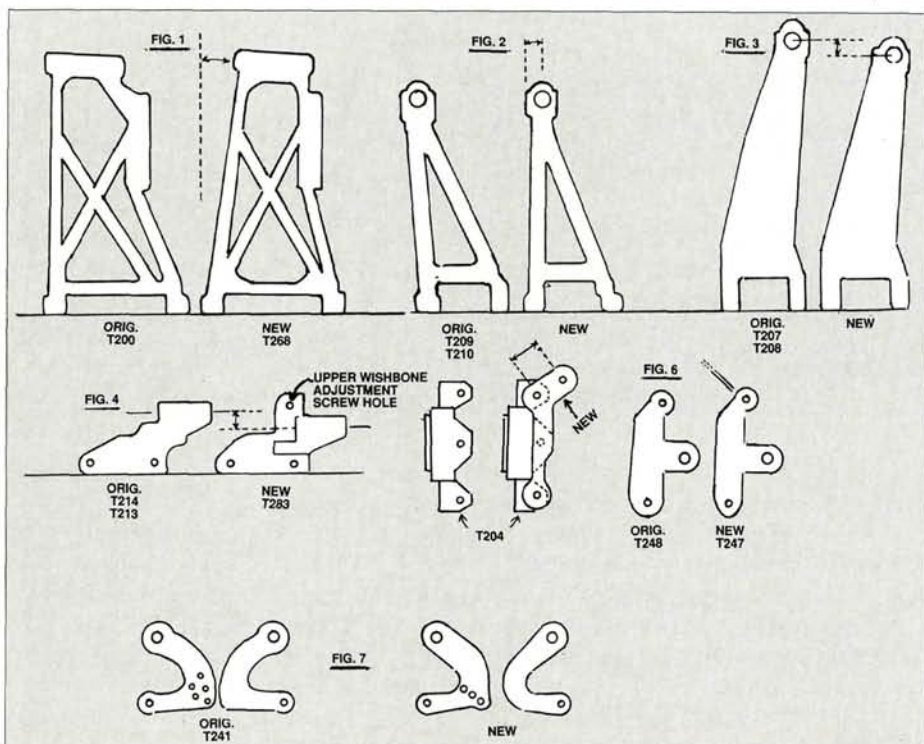 FIG. 1
FIG. 2
FIG. 3
ORIG.
T200
NEW
T268
ORIG.
T209
T210
NEW
ORIG.
T207
T208
NEW
FIG. 4
UPPER WISHBONE
ADJUSTMENT
SCREW HOLE
ORIG.
T214
T213
NEW
T283
NEW
T204
FIG. 6
ORIG.
T248
NEW
T247
FIG. 7
ORIG.
T241
NEW